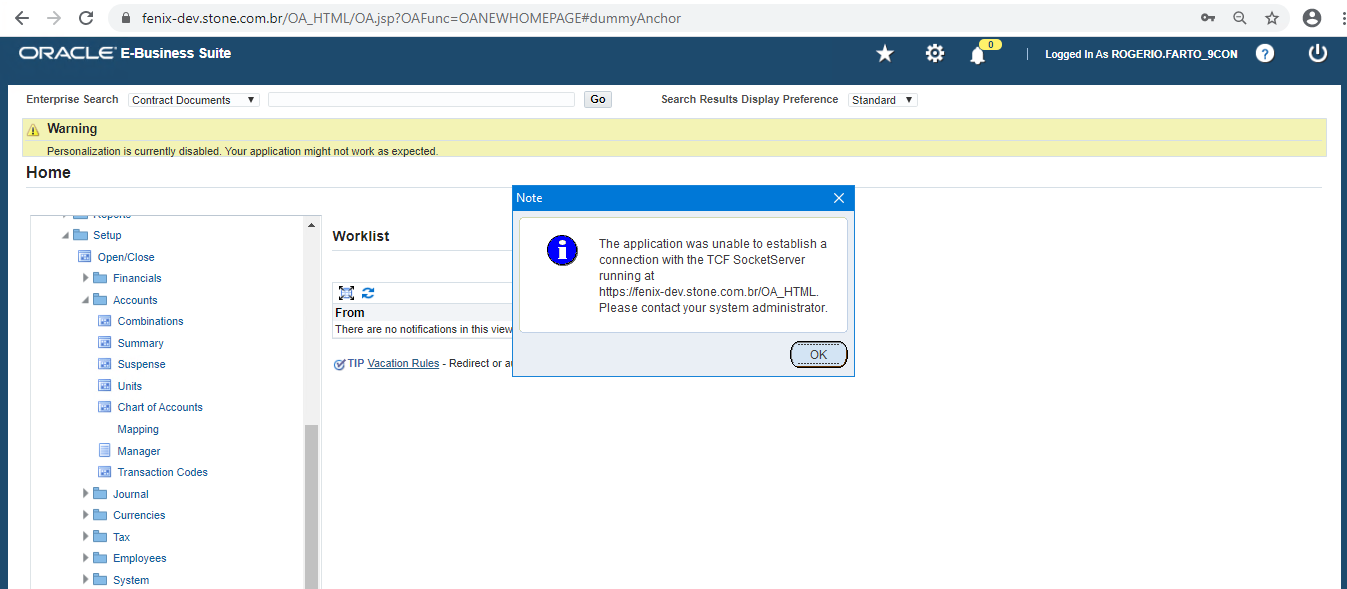 fenix-dev.stone.com.br/OA_HTML/OA.jsp?OAFunc=OANEWHOMEPAGE#dummyAnchor
ORACLE E-Business Suite
0
Logged In As ROGERIO.FARTO_9CON
?
Enterprise Search Contract Documents Go Search Results Display Preference Standard
Warning
Personalization is currently disabled. Your application might not work as expected.
Home
Reports
Setup
Open/Close
Financials
Accounts
Combinations
Summary
Suspense
Units
Chart of Accounts
Mapping
Manager
Transaction Codes
Journal
Currencies
Tax
Employees
System
Worklist
From
There are no notifications in this view
TIP Vacation Rules - Redirect or au
Note
The application was unable to establish a
connection with the TCF SocketServer
running at
https://fenix-dev.stone.com.br/OA_HTML.
Please contact your system administrator.
OK